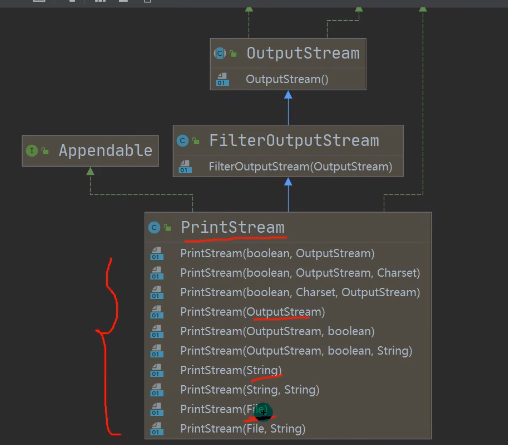 OutputStream
OutputStream()
FilterOutputStream
FilterOutputStream(OutputStream)
Appendable
PrintStream
PrintStream(boolean, OutputStream)
PrintStream(boolean, OutputStream, Charset)
PrintStream(boolean, Charset, OutputStream)
PrintStream(OutputStream)
PrintStream(OutputStream, boolean)
PrintStream(OutputStream, boolean, String)
PrintStream(String)
PrintStream(String, String)
PrintStream(File)
PrintStream(File, String)